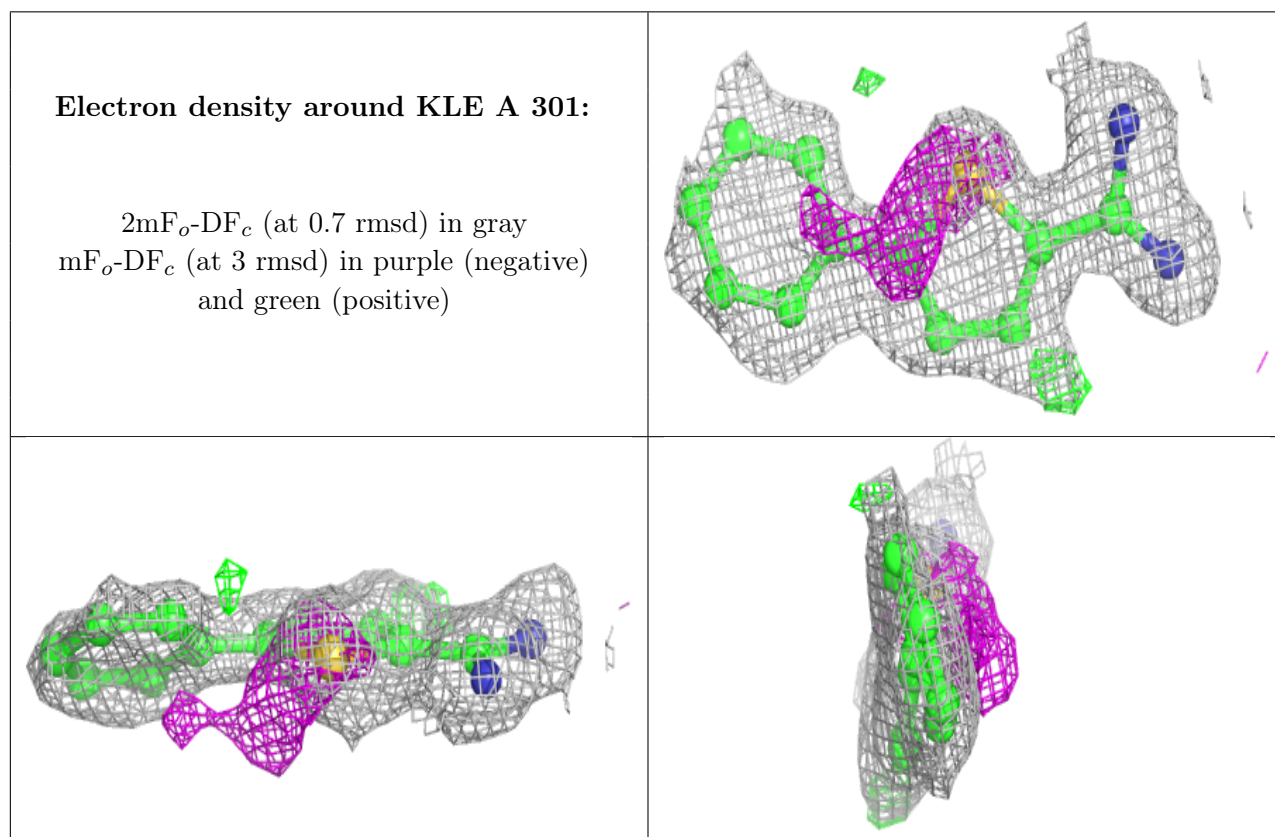 Electron density around KLE A 301:
2mFo-DFc (at 0.7 rmsd) in gray
mFo-DFc (at 3 rmsd) in purple (negative)
and green (positive)